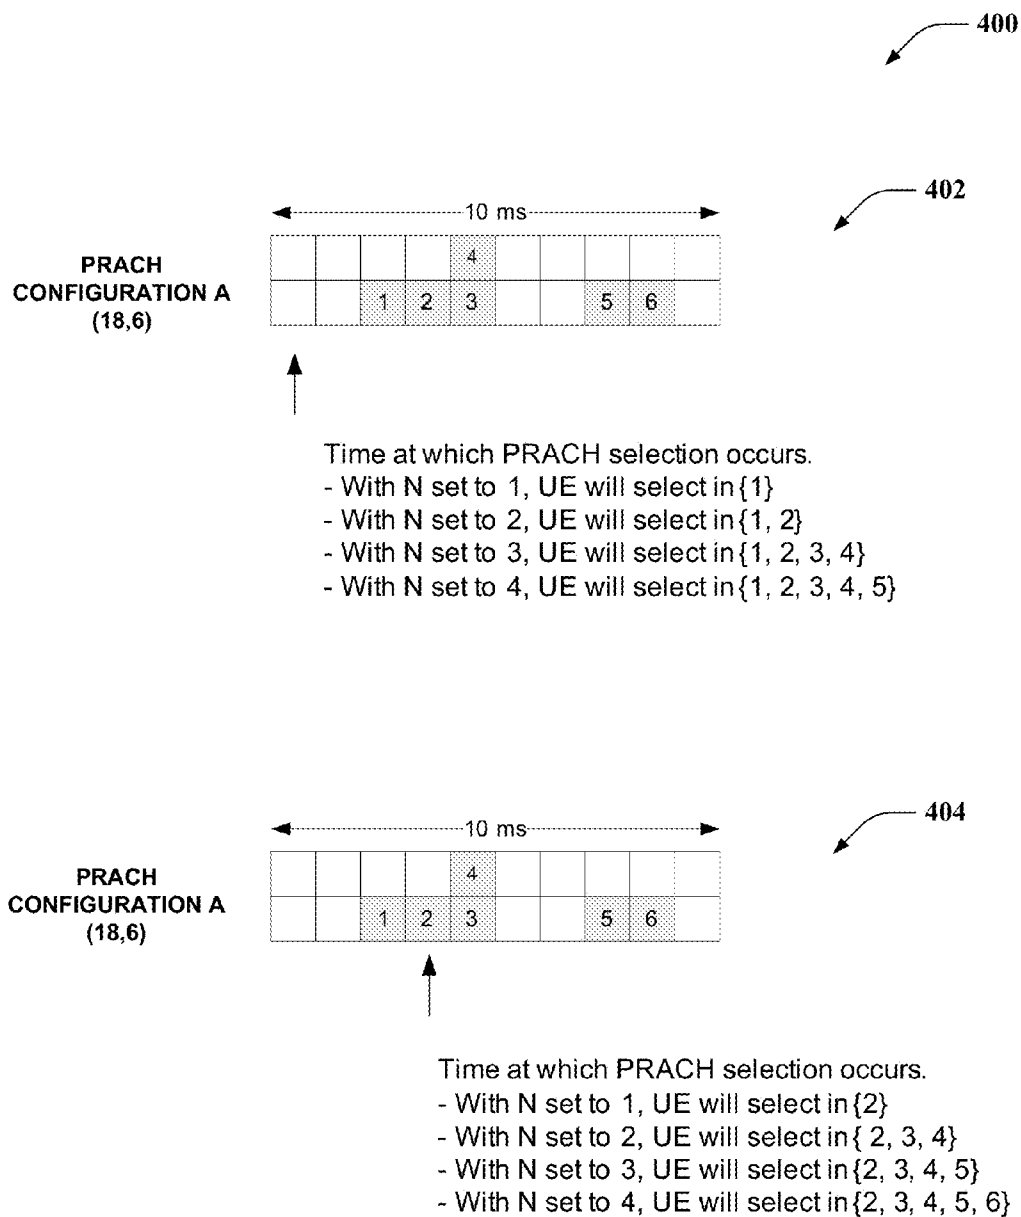 400
402
10 ms
4
PRACH
CONFIGURATION A
(18,6)
1 2 3 5 6
Time at which PRACH selection occurs.
- With N set to 1, UE will select in {1}
- With N set to 2, UE will select in {1, 2}
- With N set to 3, UE will select in {1, 2, 3, 4}
- With N set to 4, UE will select in {1, 2, 3, 4, 5}
404
10 ms
4
PRACH
CONFIGURATION A
(18,6)
1 2 3 5 6
Time at which PRACH selection occurs.
- With N set to 1, UE will select in {2}
- With N set to 2, UE will select in { 2, 3, 4}
- With N set to 3, UE will select in {2, 3, 4, 5}
- With N set to 4, UE will select in {2, 3, 4, 5, 6}